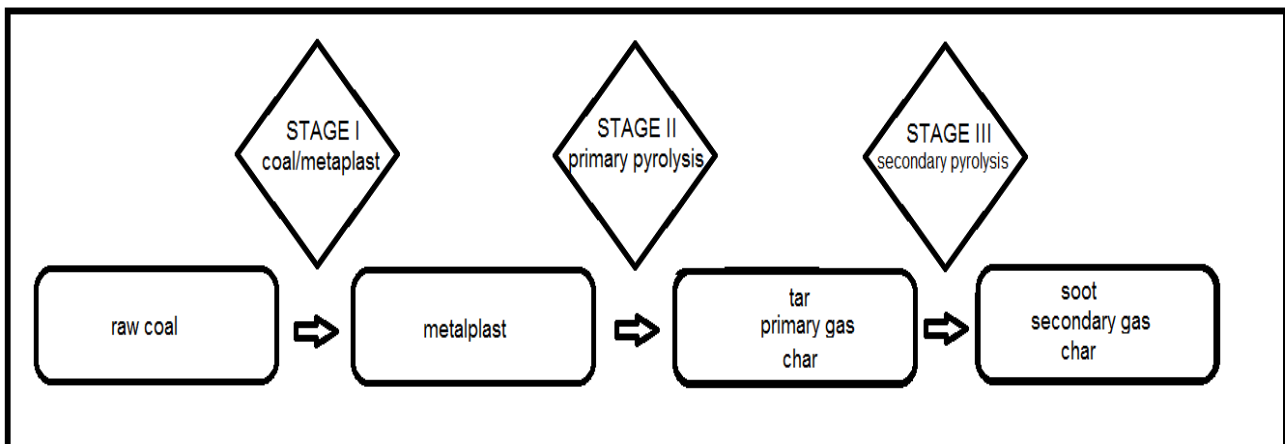 STAGE I
coal/metaplast
STAGE II
primary pyrolysis
STAGE III
secondary pyrolysis
raw coal
metalplast
tar
primary gas
char
soot
secondary gas
char